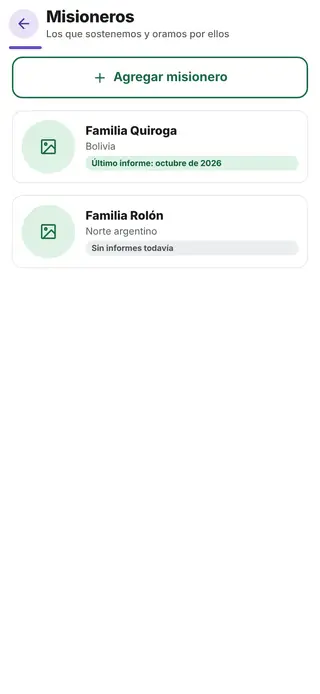 Misioneros
Los que sostenemos y oramos por ellos
Agregar misionero
Familia Quiroga
Bolivia
Último informe: octubre de 2026
Familia Rolón
Norte argentino
Sin informes todavía